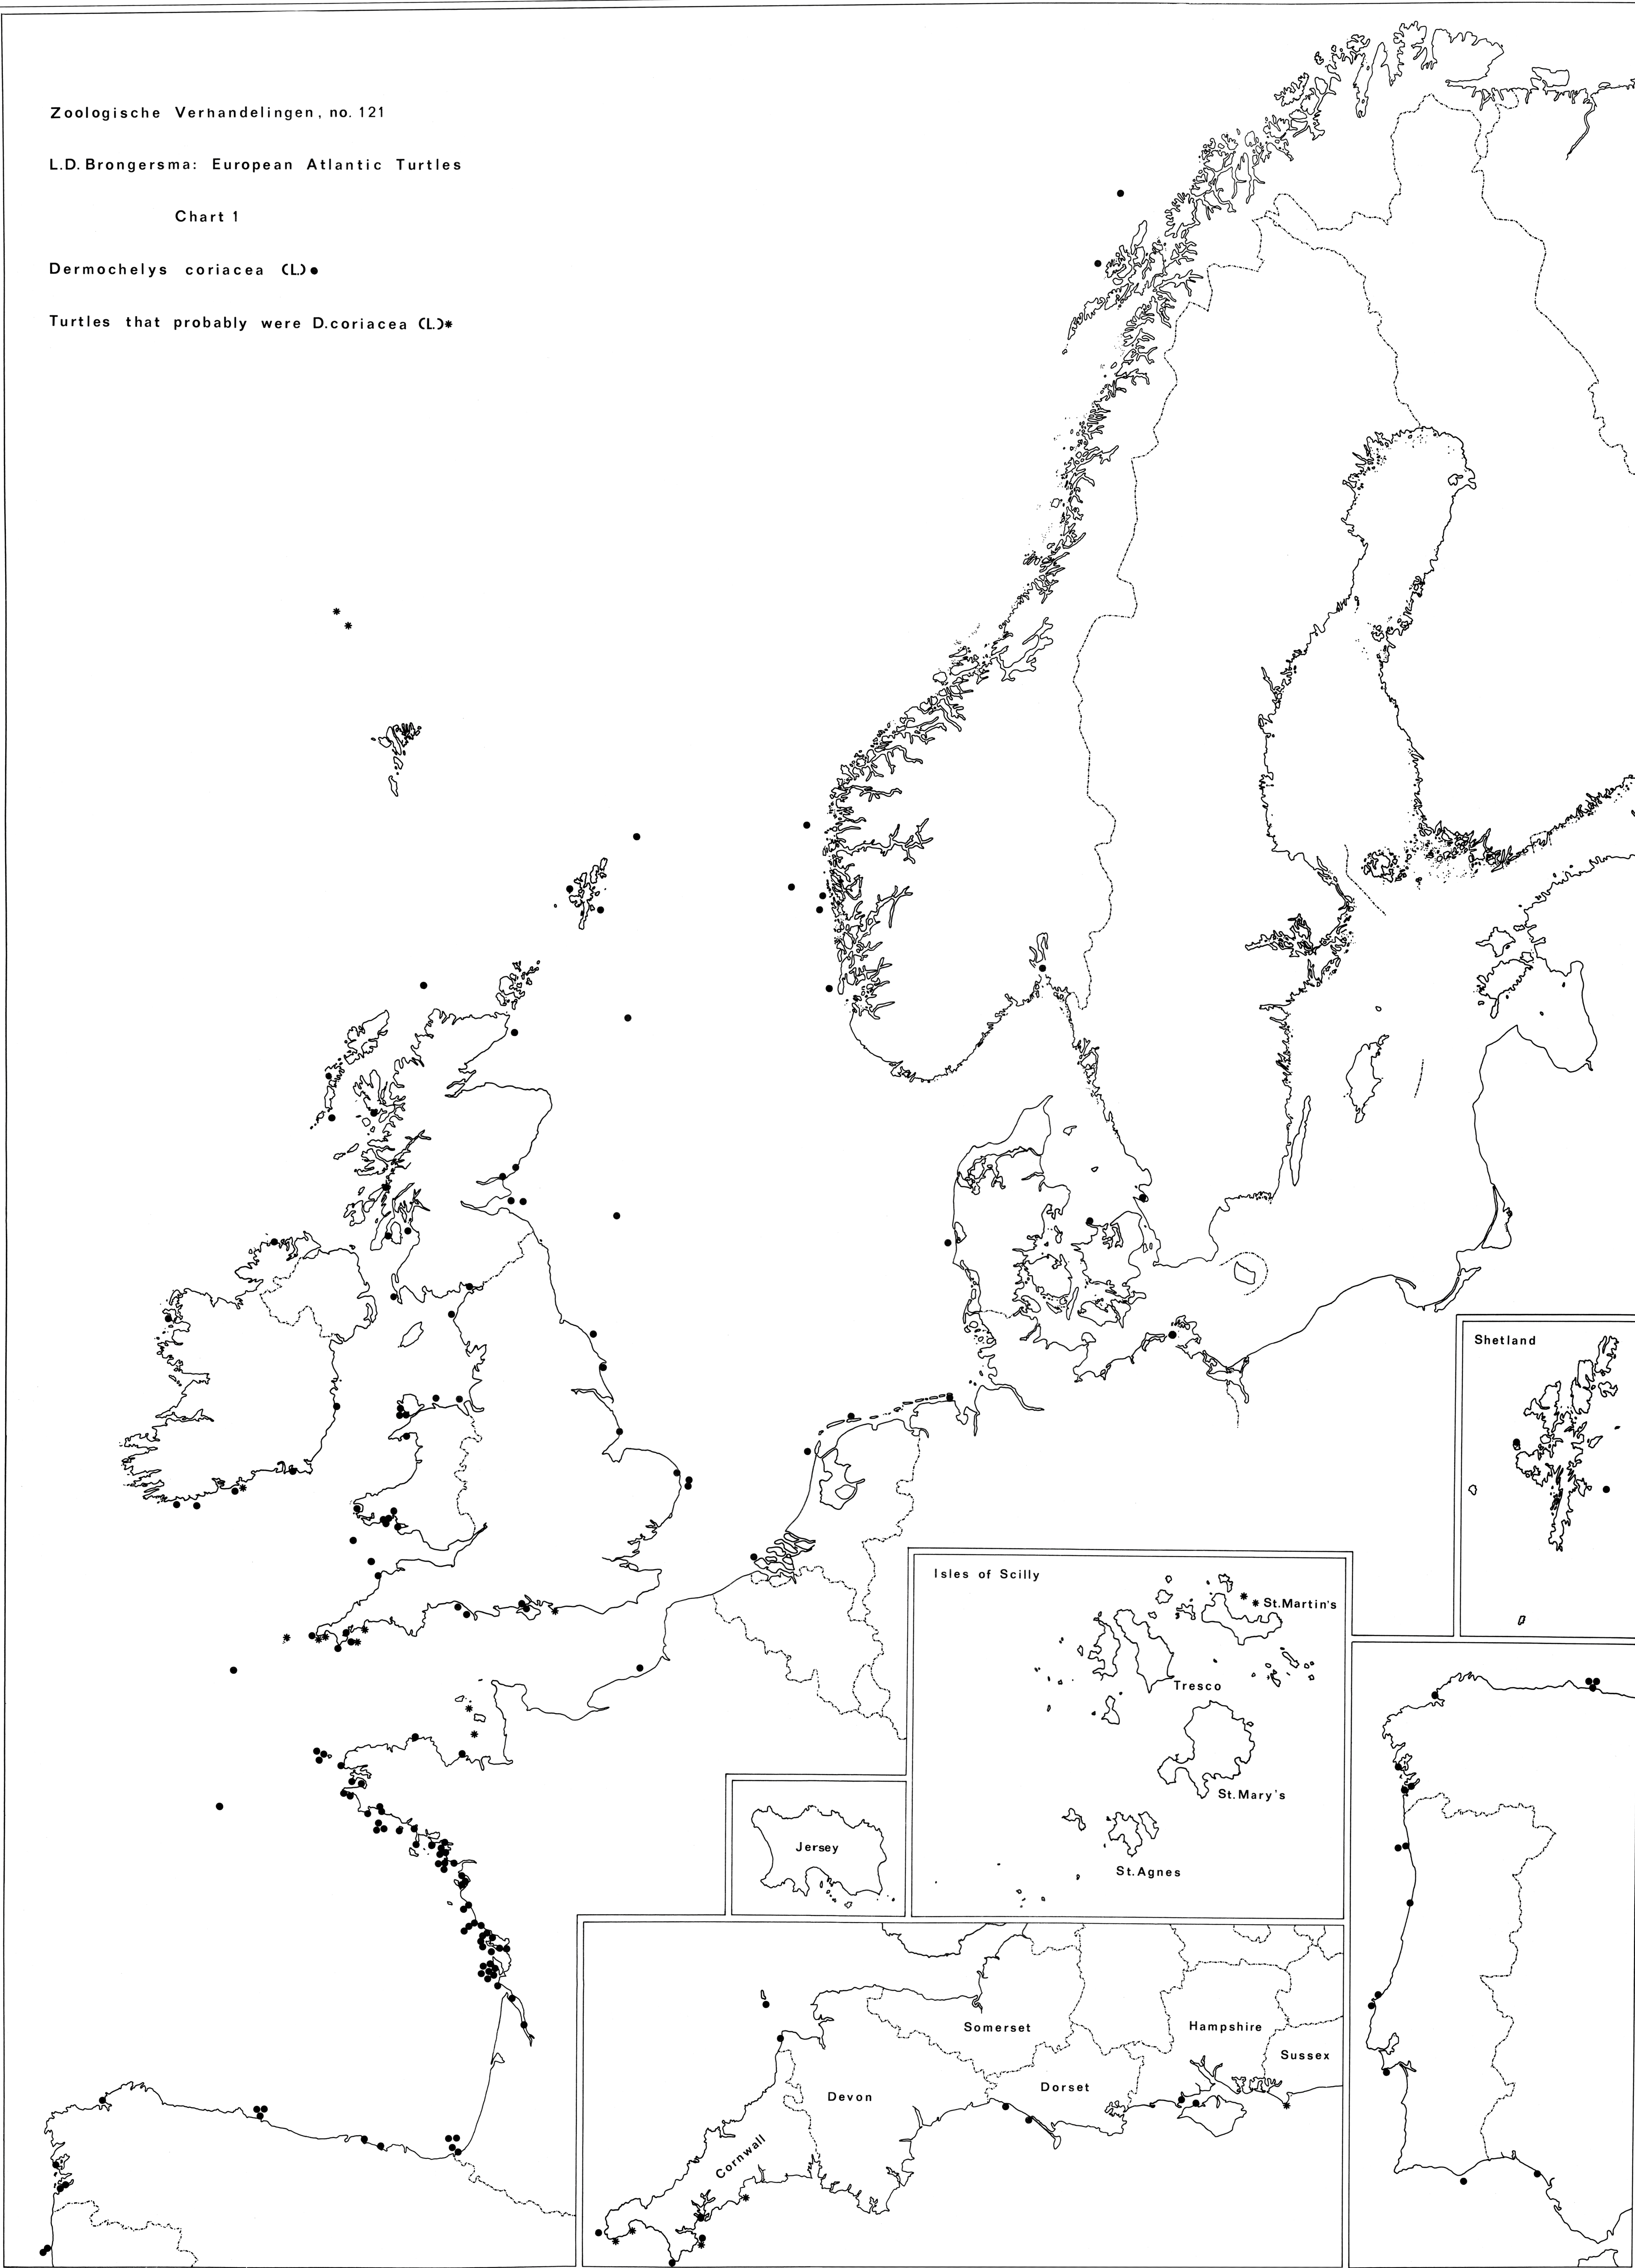 Zoologische Verhandelingen, no. 121
L.D. Brongersma: European Atlantic Turtles
Chart 1
Dermochelys coriacea (L.) ●
Turtles that probably were D. coriacea (L.) *
Shetland
Isles of Scilly
St. Martin's
Tresco
St. Mary's
St. Agnes
Jersey
Somerset
Hampshire
Sussex
Dorset
Devon
Cornwall